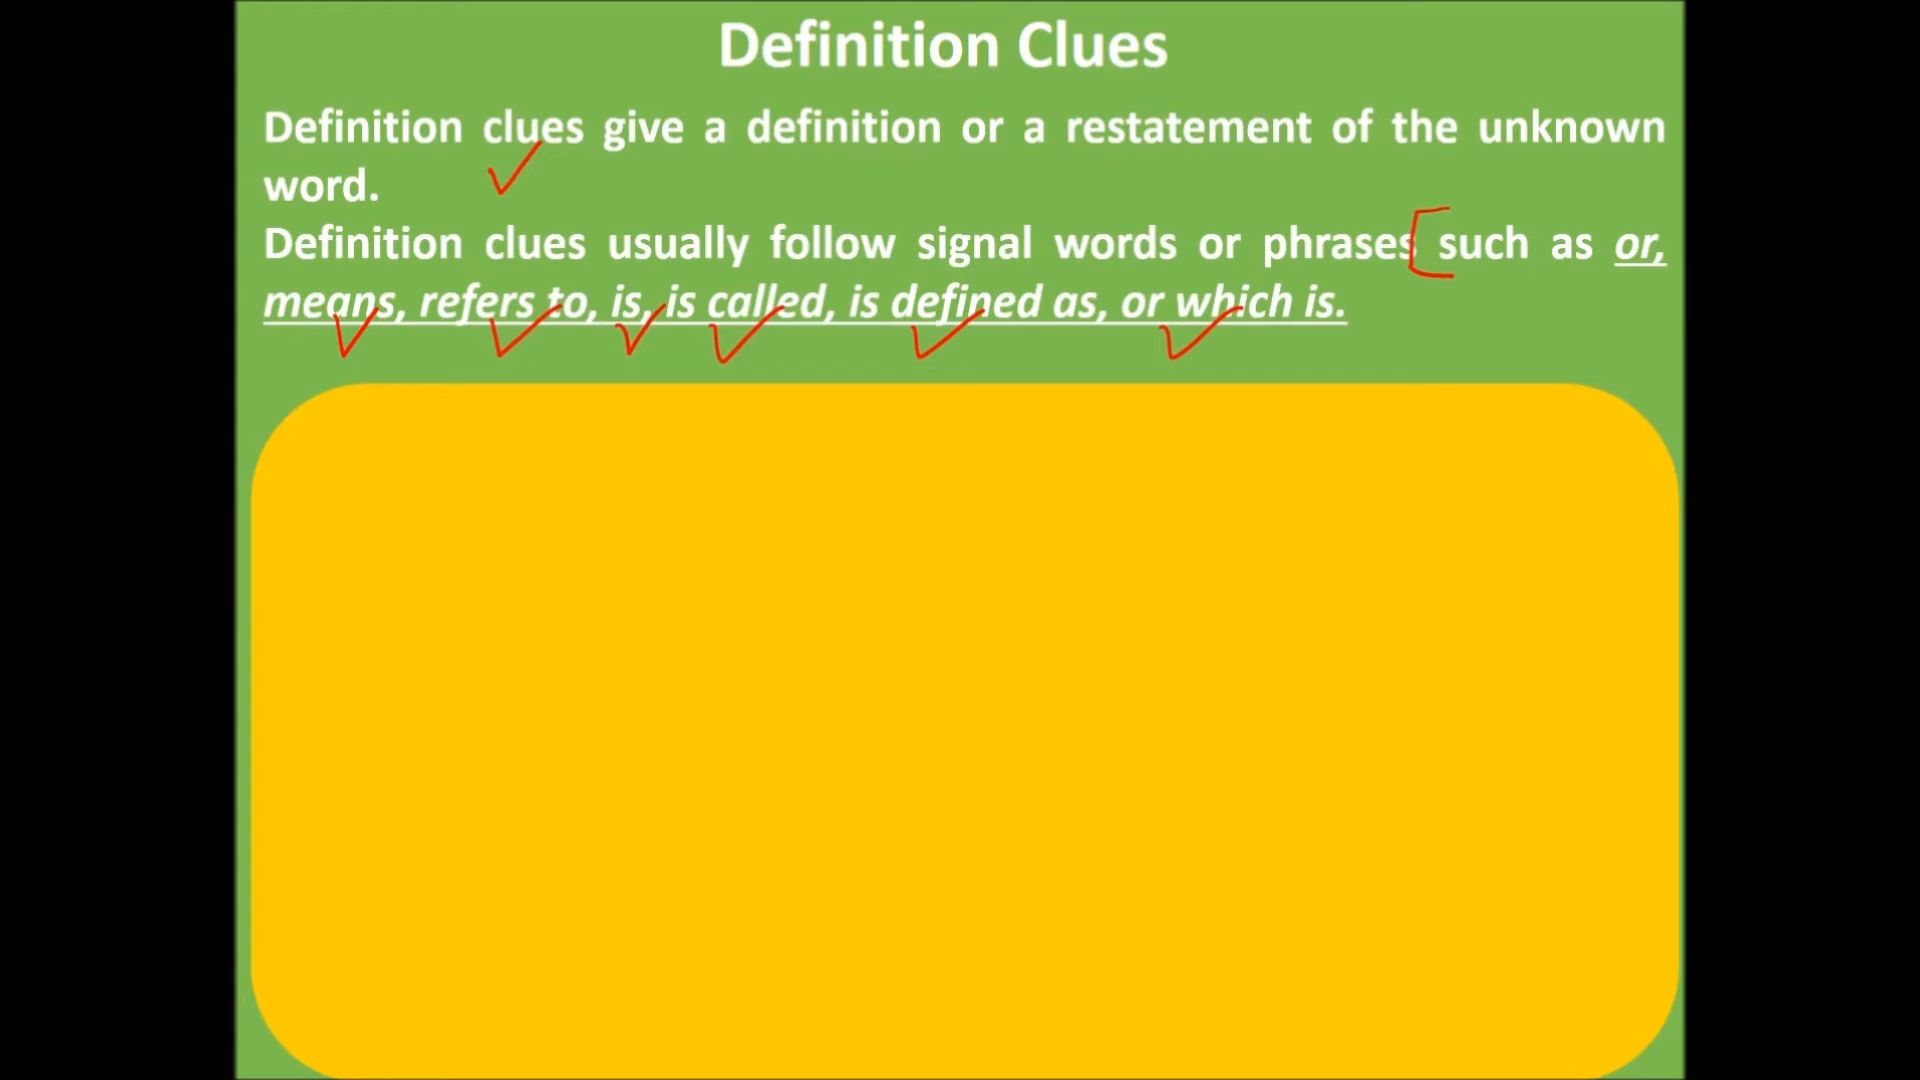 Definition Clues
Definition clues give a definition or a restatement of the unknown
word.
Definition clues usually follow signal words or phrases such as or,
means, refers to, is, is called, is defined as, or which is.